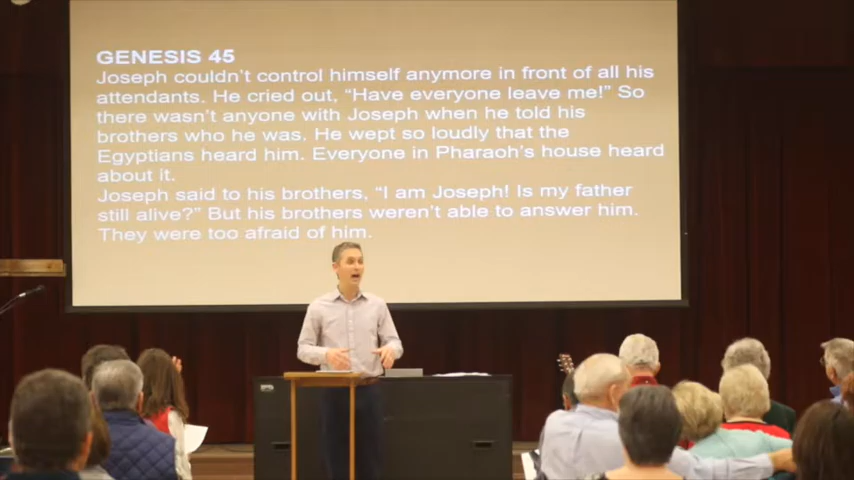 GENESIS 45
Joseph couldn't control himself anymore in front of all his
attendants. He cried out, "Have everyone leave me!" So
there wasn't anyone with Joseph when he told his
brothers who he was. He wept so loudly that the
Egyptians heard him. Everyone in Pharaoh's house heard
about it.
Joseph said to his brothers, "I am Joseph! Is my father
still alive?" But his brothers weren't able to answer him.
They were too afraid of him.